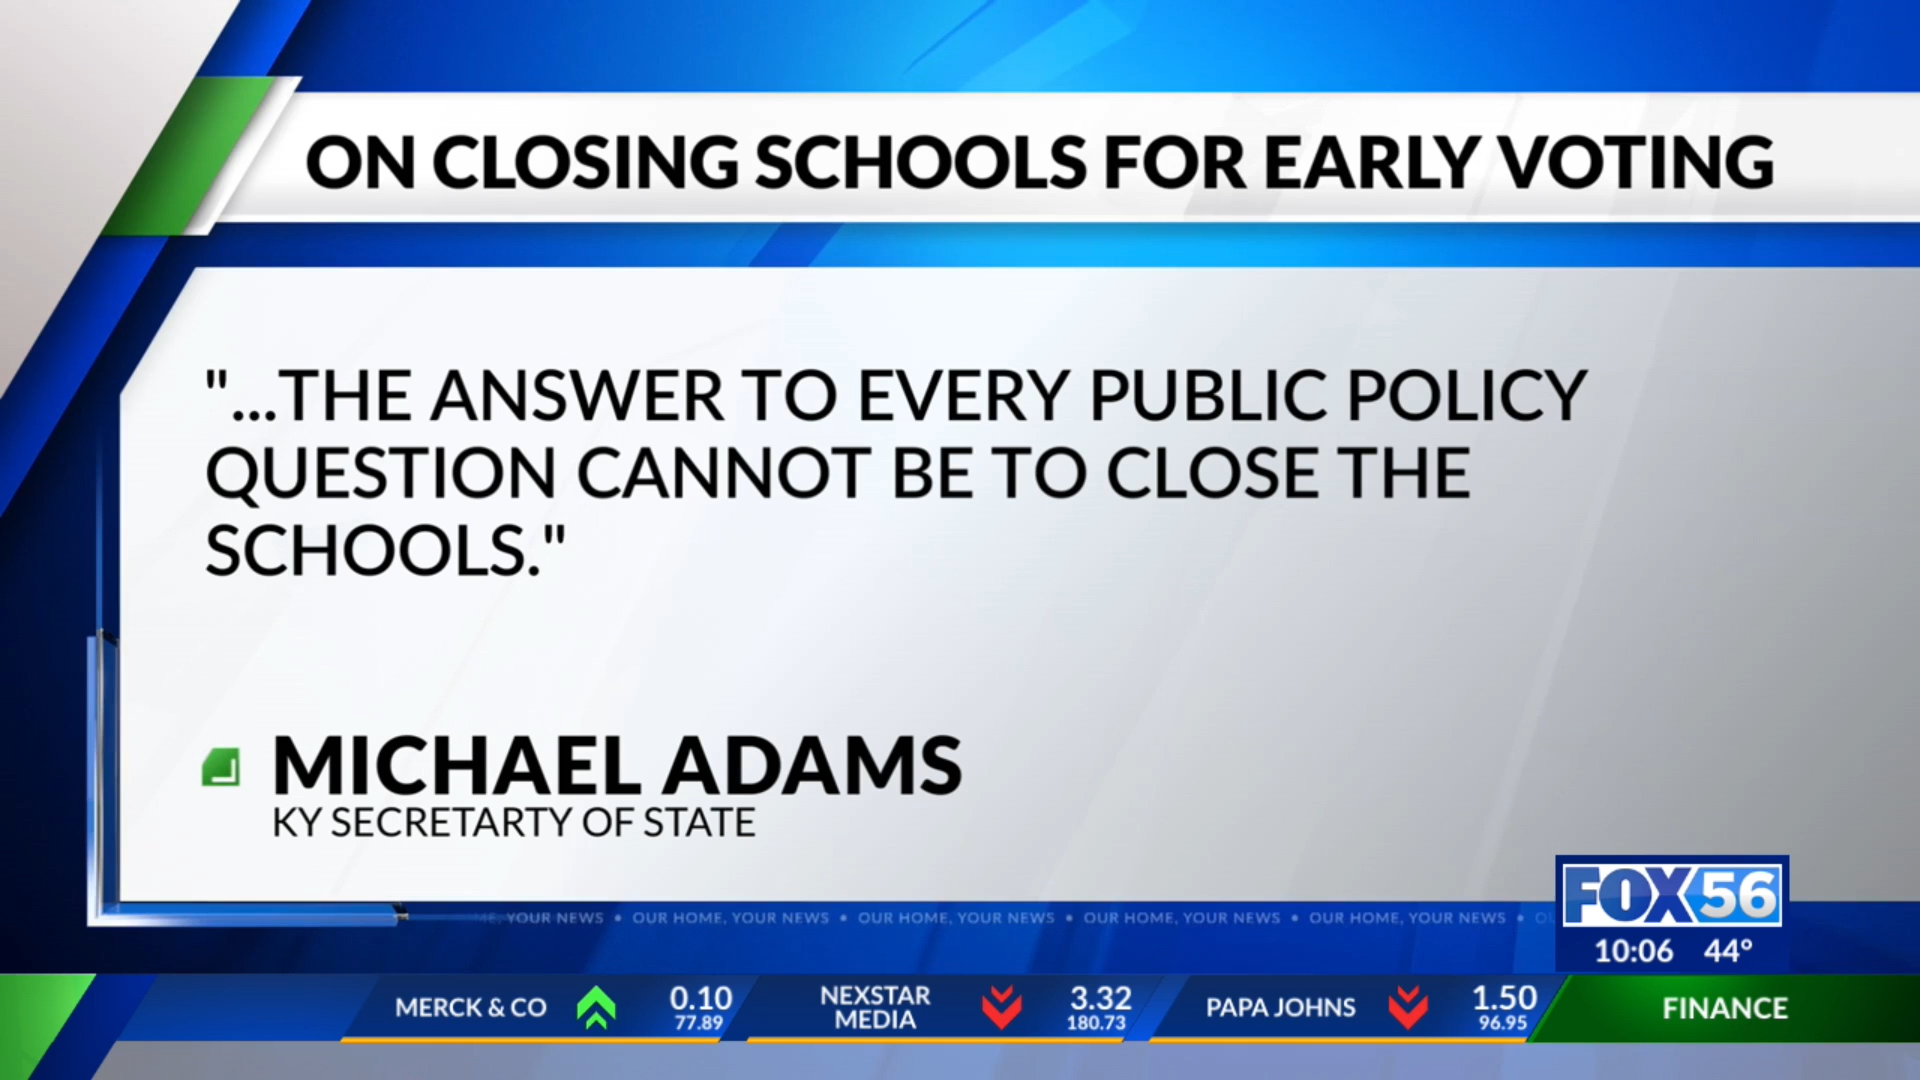 ON CLOSING SCHOOLS FOR EARLY VOTING
"...THE ANSWER TO EVERY PUBLIC POLICY
QUESTION CANNOT BE TO CLOSE THE
SCHOOLS."
MICHAEL ADAMS
KY SECRETARTY OF STATE
YOUR NEWS • OUR HOME, YOUR NEWS • OUR HOME, YOUR NEWS • OUR HOME, YOUR NEWS • OUR HOME, YOUR NEWS •
FOX 56
10:06 44°
MERCK & CO 0.10 77.89
NEXSTAR MEDIA 3.32 180.73
PAPA JOHNS 1.50 96.95
FINANCE